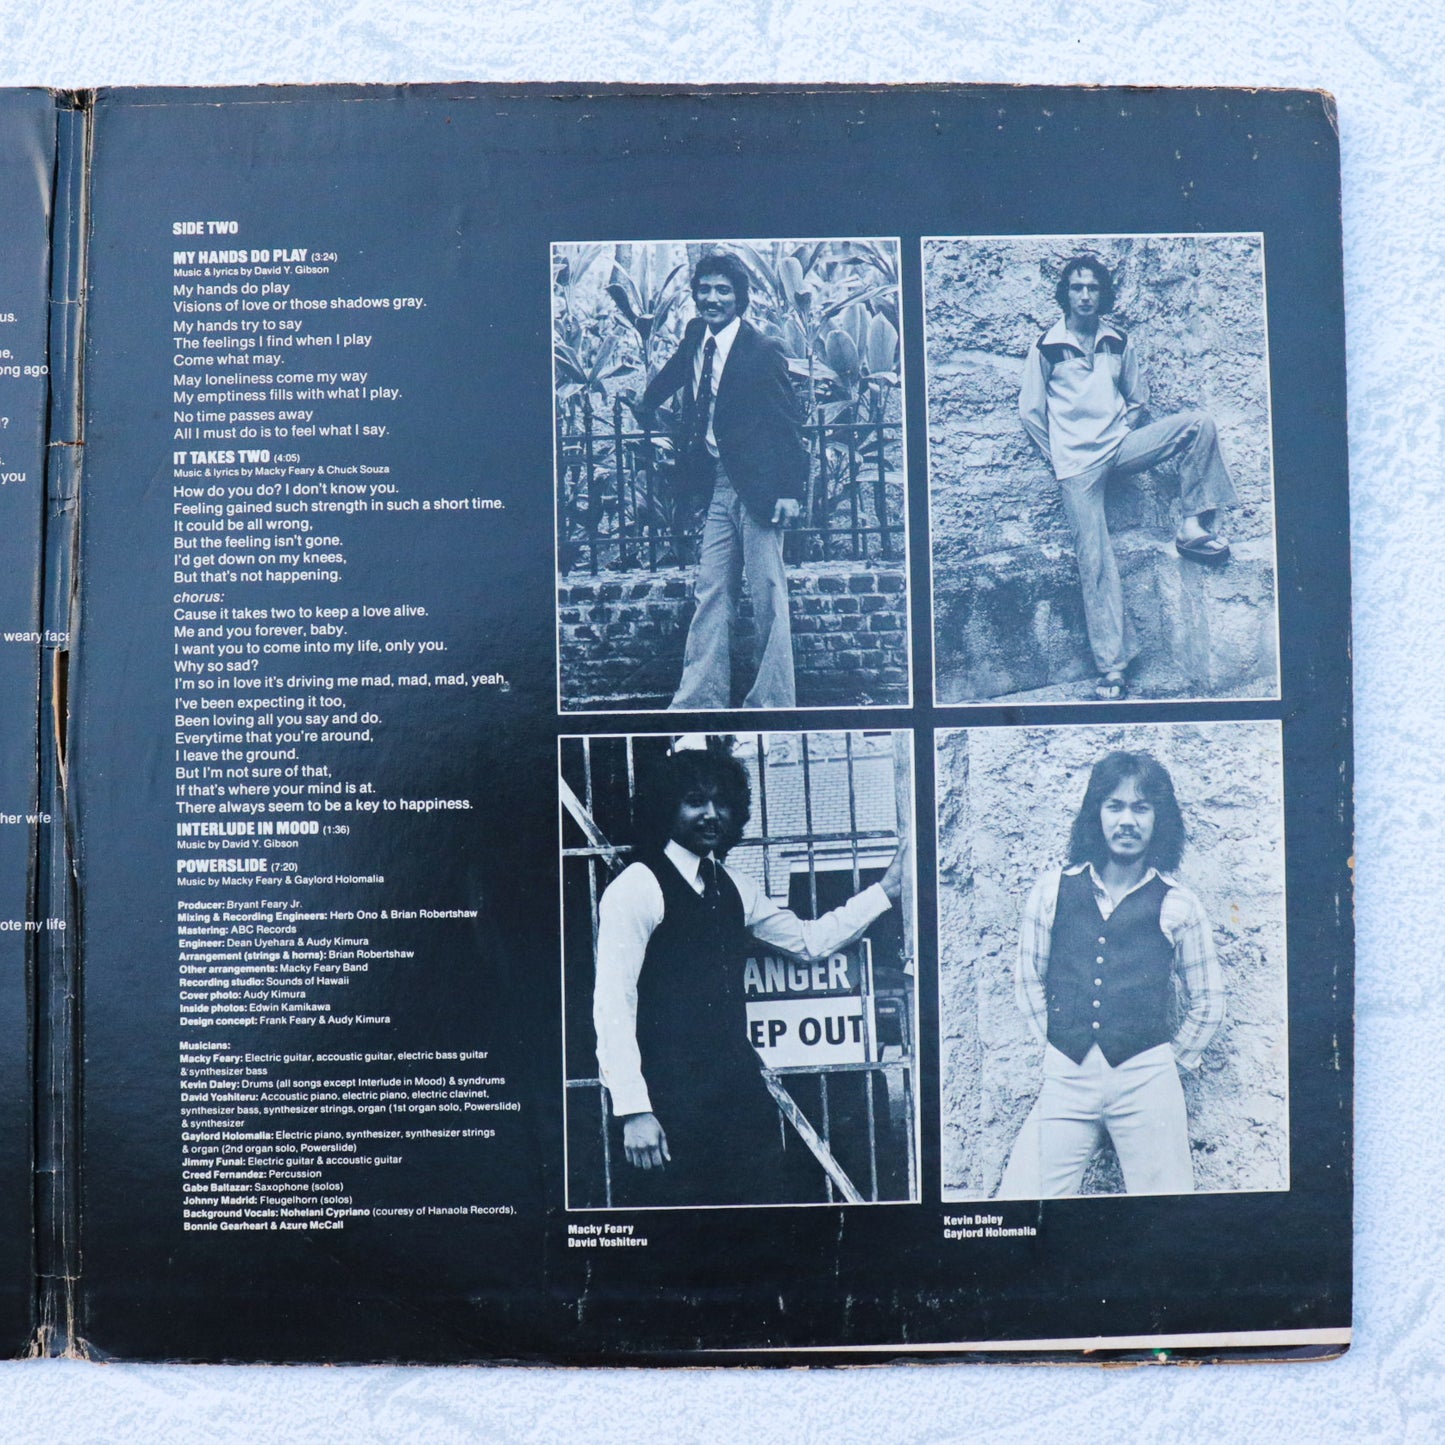 us.
ne,
ong ago
?
you
weary face
her wife
ote my life
SIDE TWO
MY HANDS DO PLAY (3:24)
Music & lyrics by David Y. Gibson
My hands do play
Visions of love or those shadows gray.
My hands try to say
The feelings I find when I play
Come what may.
May loneliness come my way
My emptiness fills with what I play.
No time passes away
All I must do is to feel what I say.
IT TAKES TWO (4:05)
Music & lyrics by Macky Feary & Chuck Souza
How do you do? I don't know you.
Feeling gained such strength in such a short time.
It could be all wrong,
But the feeling isn't gone.
I'd get down on my knees,
But that's not happening.
chorus:
Cause it takes two to keep a love alive.
Me and you forever, baby.
I want you to come into my life, only you.
Why so sad?
I'm so in love it's driving me mad, mad, mad, yeah.
I've been expecting it too,
Been loving all you say and do.
Everytime that you're around,
I leave the ground.
But I'm not sure of that,
If that's where your mind is at.
There always seem to be a key to happiness.
INTERLUDE IN MOOD (1:36)
Music by David Y. Gibson
POWERSLIDE (7:20)
Music by Macky Feary & Gaylord Holomalia
Producer: Bryant Feary Jr.
Mixing & Recording Engineers: Herb Ono & Brian Robertshaw
Mastering: ABC Records
Engineer: Dean Uyehara & Audy Kimura
Arrangement (strings & horns): Brian Robertshaw
Other arrangements: Macky Feary Band
Recording studio: Sounds of Hawaii
Cover photo: Audy Kimura
Inside photos: Edwin Kamikawa
Design concept: Frank Feary & Audy Kimura
Musicians:
Macky Feary: Electric guitar, accoustic guitar, electric bass guitar
& synthesizer bass
Kevin Daley: Drums (all songs except Interlude in Mood) & syndrums
David Yoshiteru: Accoustic piano, electric piano, electric clavinet,
synthesizer bass, synthesizer strings, organ (1st organ solo, Powerslide)
& synthesizer
Gaylord Holomalia: Electric piano, synthesizer, synthesizer strings
& organ (2nd organ solo, Powerslide)
Jimmy Funai: Electric guitar & accoustic guitar
Creed Fernandez: Percussion
Gabe Baltazar: Saxophone (solos)
Johnny Madrid: Fleugelhorn (solos)
Background Vocals: Nohelani Cypriano (couresy of Hanaola Records),
Bonnie Gearheart & Azure McCall
ANGER
EP OUT
Macky Feary
David Yoshiteru
Kevin Daley
Gaylord Holomalia